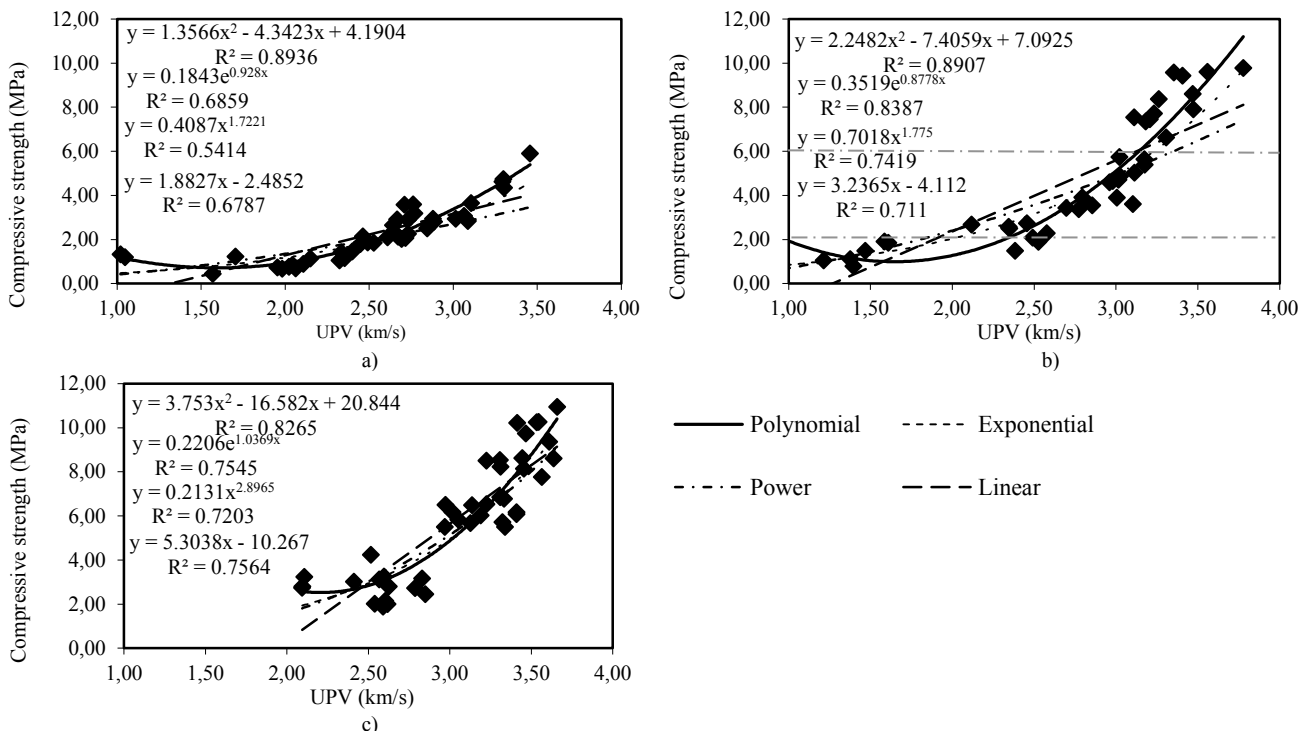 Compressive strength (MPa)
12,00
10,00
8,00
6,00
4,00
2,00
0,00
y = 1.3566x² - 4.3423x + 4.1904
R² = 0.8936
y = 0.1843e^0.928x
R² = 0.6859
y = 0.4087x^1.7221
R² = 0.5414
y = 1.8827x - 2.4852
R² = 0.6787
1,00 1,50 2,00 2,50 3,00 3,50 4,00
UPV (km/s)
a)
Compressive strength (MPa)
12,00
10,00
8,00
6,00
4,00
2,00
0,00
y = 2.2482x² - 7.4059x + 7.0925
R² = 0.8907
y = 0.3519e^0.8778x
R² = 0.8387
y = 0.7018x^1.775
R² = 0.7419
y = 3.2365x - 4.112
R² = 0.711
1,00 1,50 2,00 2,50 3,00 3,50 4,00
UPV (km/s)
b)
Compressive strength (MPa)
12,00
10,00
8,00
6,00
4,00
2,00
0,00
y = 3.753x² - 16.582x + 20.844
R² = 0.8265
y = 0.2206e^1.0369x
R² = 0.7545
y = 0.2131x^2.8965
R² = 0.7203
y = 5.3038x - 10.267
R² = 0.7564
1,00 1,50 2,00 2,50 3,00 3,50 4,00
UPV (km/s)
c)
Polynomial Exponential
Power Linear